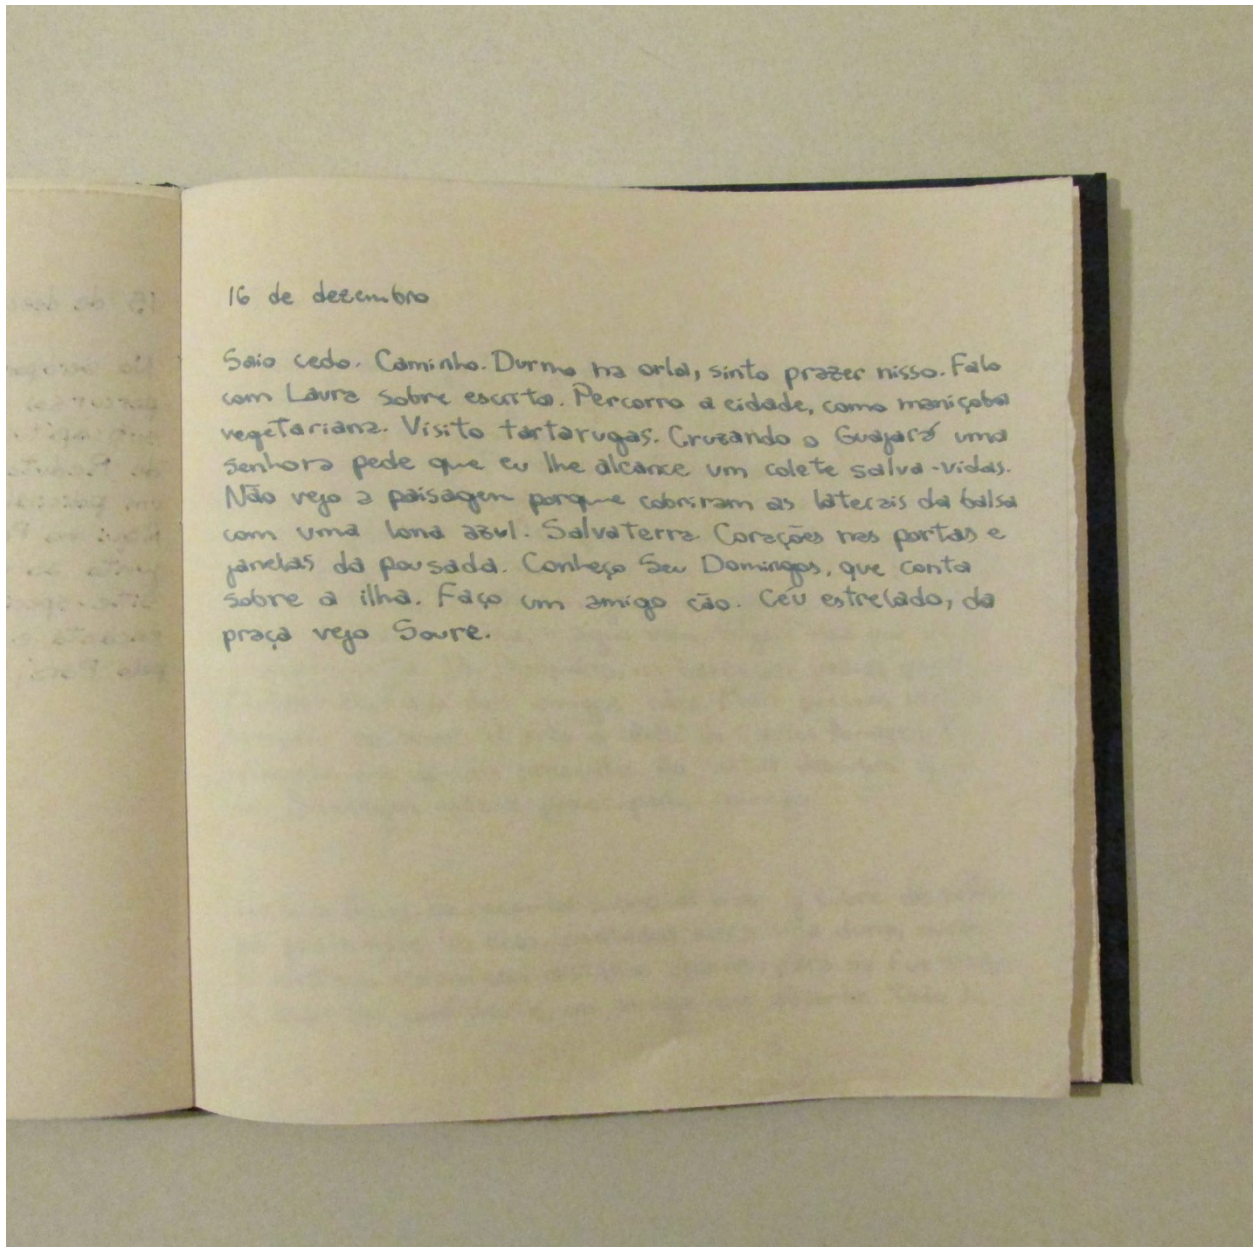 16 de dezembro
Saio cedo. Caminho. Durmo na orla, sinto prazer nisso. Falo
com Laura sobre escrita. Percorro a cidade, como maniçoba
vegetariana. Visito tartarugas. Cruzando o Guajará uma
senhora pede que eu lhe alcance um colete salva-vidas.
Não vejo a paisagem porque cobriram as laterais da balsa
com uma lona azul. Salvaterra. Corações nas portas e
janelas da pousada. Conheço Seu Domingos, que conta
sobre a ilha. Faço um amigo cão. Céu estrelado, da
praça vejo Soure.